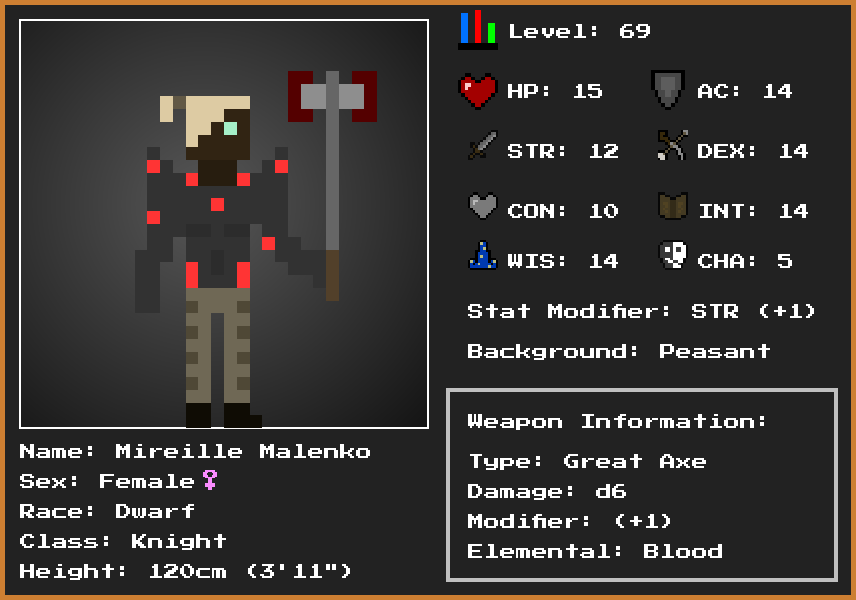 Level: 69
HP: 15
AC: 14
STR: 12
DEX: 14
CON: 10
INT: 14
WIS: 14
CHA: 5
Stat Modifier: STR (+1)
Background: Peasant
Weapon Information:
Type: Great Axe
Damage: d6
Modifier: (+1)
Elemental: Blood
Name: Mireille Malenko
Sex: Female♀
Race: Dwarf
Class: Knight
Height: 120cm (3'11")